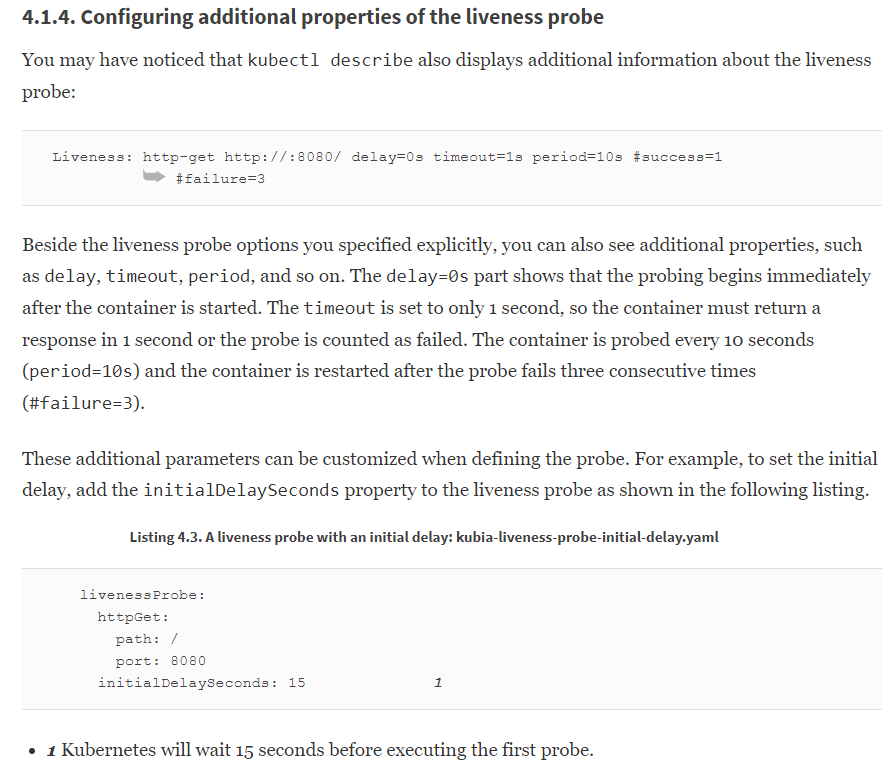 4.1.4. Configuring additional properties of the liveness probe
You may have noticed that kubectl describe also displays additional information about the liveness
probe:
Liveness: http-get http://:8080/ delay=0s timeout=1s period=10s #success=1
➥ #failure=3
Beside the liveness probe options you specified explicitly, you can also see additional properties, such
as delay, timeout, period, and so on. The delay=0s part shows that the probing begins immediately
after the container is started. The timeout is set to only 1 second, so the container must return a
response in 1 second or the probe is counted as failed. The container is probed every 10 seconds
(period=10s) and the container is restarted after the probe fails three consecutive times
(#failure=3).
These additional parameters can be customized when defining the probe. For example, to set the initial
delay, add the initialDelaySeconds property to the liveness probe as shown in the following listing.
Listing 4.3. A liveness probe with an initial delay: kubia-liveness-probe-initial-delay.yaml
livenessProbe:
httpGet:
path: /
port: 8080
initialDelaySeconds: 15 1
• 1 Kubernetes will wait 15 seconds before executing the first probe.